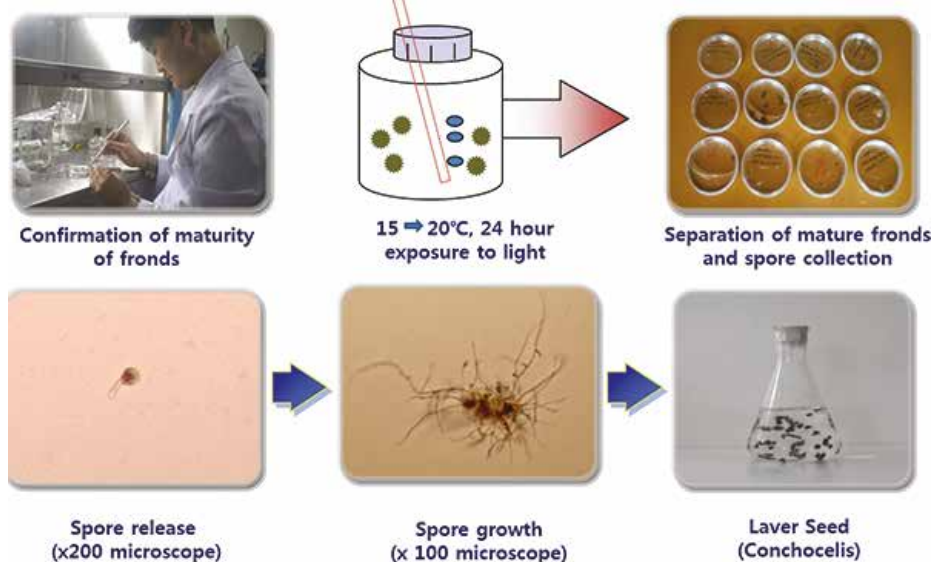 Confirmation of maturity
of fronds
15 ➡ 20℃, 24 hour
exposure to light
Separation of mature fronds
and spore collection
Spore release
(x200 microscope)
Spore growth
(x 100 microscope)
Laver Seed
(Conchocelis)